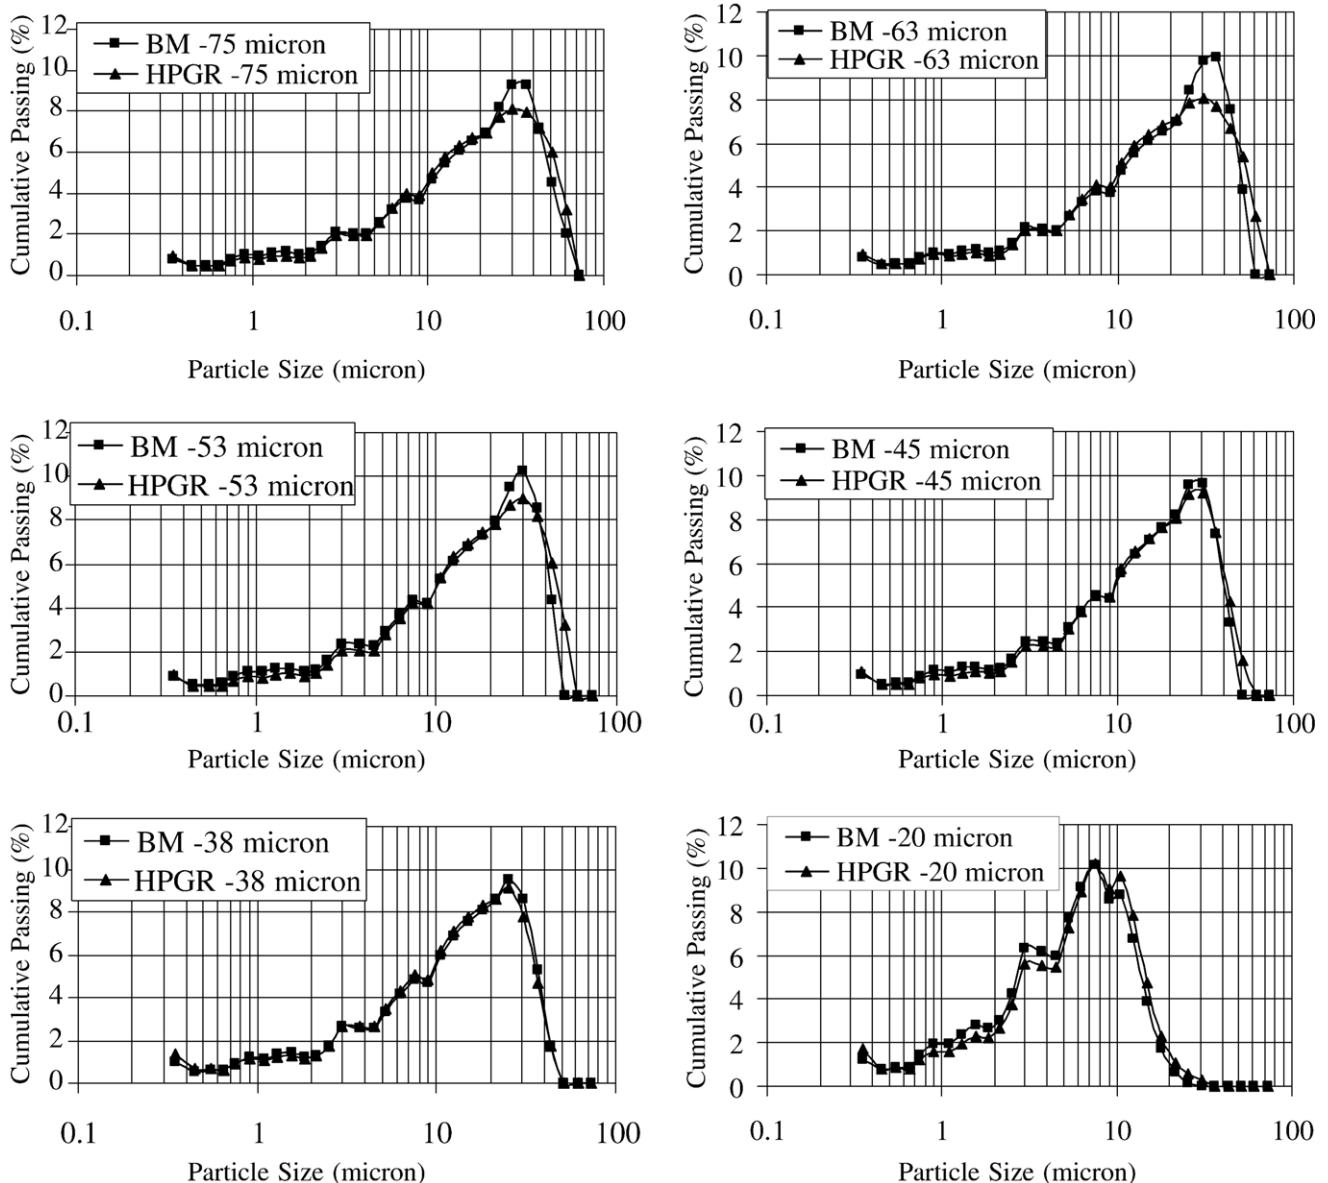 Cumulative Passing (%)
12
10
8
6
4
2
0
BM -75 micron
HPGR -75 micron
0.1 1 10 100
Particle Size (micron)
Cumulative Passing (%)
12
10
8
6
4
2
0
BM -63 micron
HPGR -63 micron
0.1 1 10 100
Particle Size (micron)
Cumulative Passing (%)
12
10
8
6
4
2
0
BM -53 micron
HPGR -53 micron
0.1 1 10 100
Particle Size (micron)
Cumulative Passing (%)
12
10
8
6
4
2
0
BM -45 micron
HPGR -45 micron
0.1 1 10 100
Particle Size (micron)
Cumulative Passing (%)
12
10
8
6
4
2
0
BM -38 micron
HPGR -38 micron
0.1 1 10 100
Particle Size (micron)
Cumulative Passing (%)
12
10
8
6
4
2
0
BM -20 micron
HPGR -20 micron
0.1 1 10 100
Particle Size (micron)